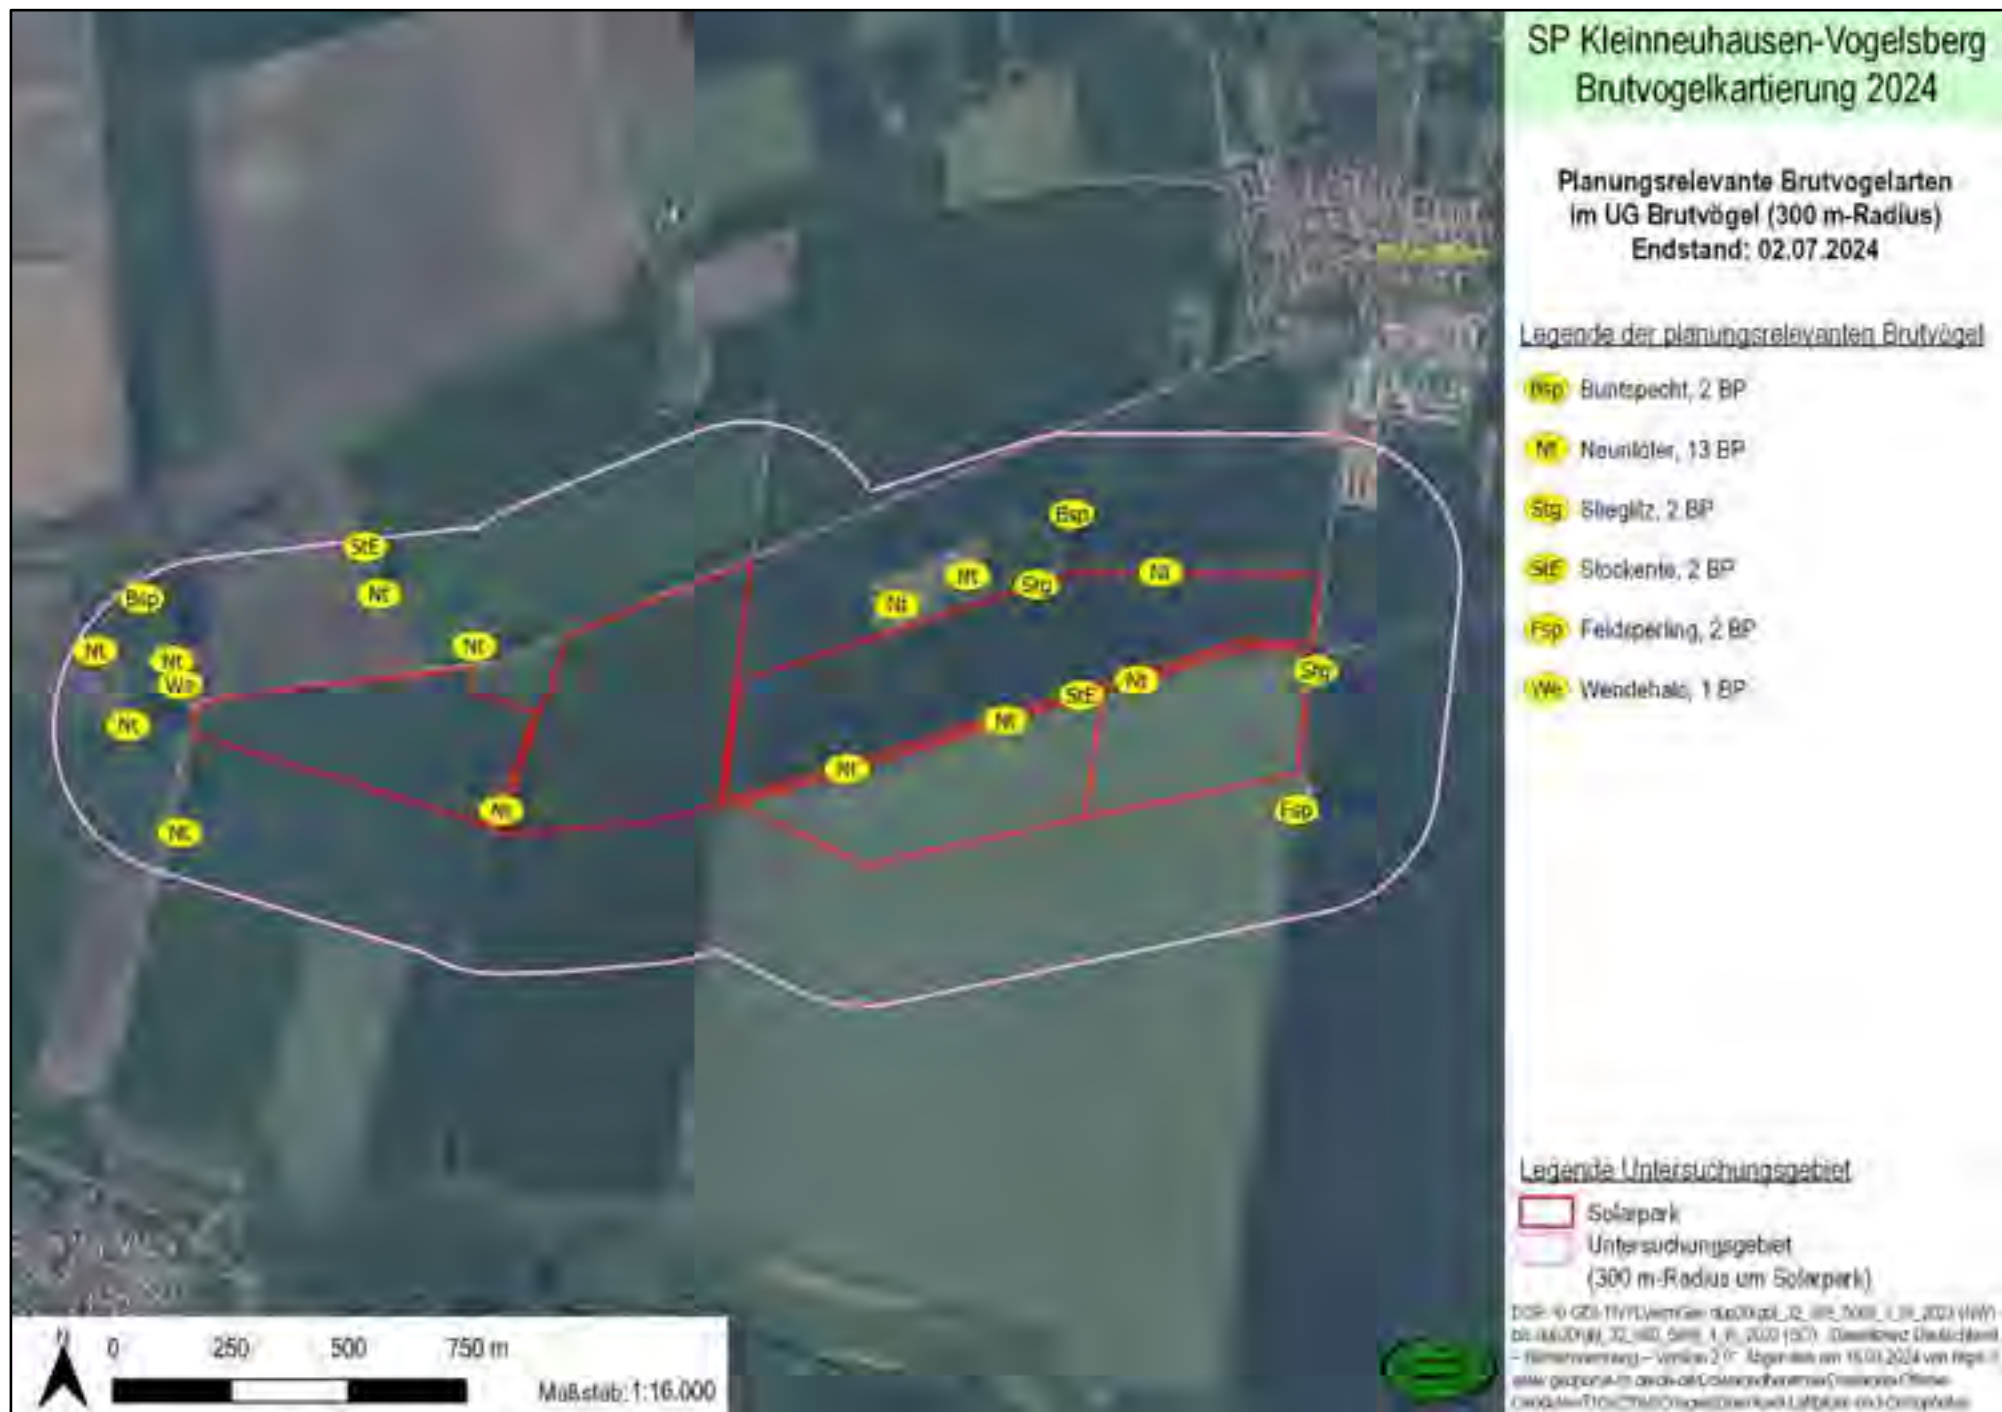 SP Kleinneuhausen-Vogelsberg
Brutvogelkartierung 2024
Planungsrelevante Brutvogelarten
im UG Brutvögel (300 m-Radius)
Endstand: 02.07.2024
Legende der planungsrelevanten Brutvögel
Bsp Buntspecht, 2 BP
Nt Neuntöter, 13 BP
Stg Stieglitz, 2 BP
StE Stockente, 2 BP
Fsp Feldsperling, 2 BP
We Wendehals, 1 BP
Bsp
StE
Nt
Bsp
Nt
Stg
Nt
Nt
Nt
Nt
Nt
We
Stg
Nt
StE
Nt
Nt
Nt
Nt
Fsp
Nt
Legende Untersuchungsgebiet
Solarpark
Untersuchungsgebiet
(300 m-Radius um Solarpark)
N
0 250 500 750 m
Maßstab: 1:16.000